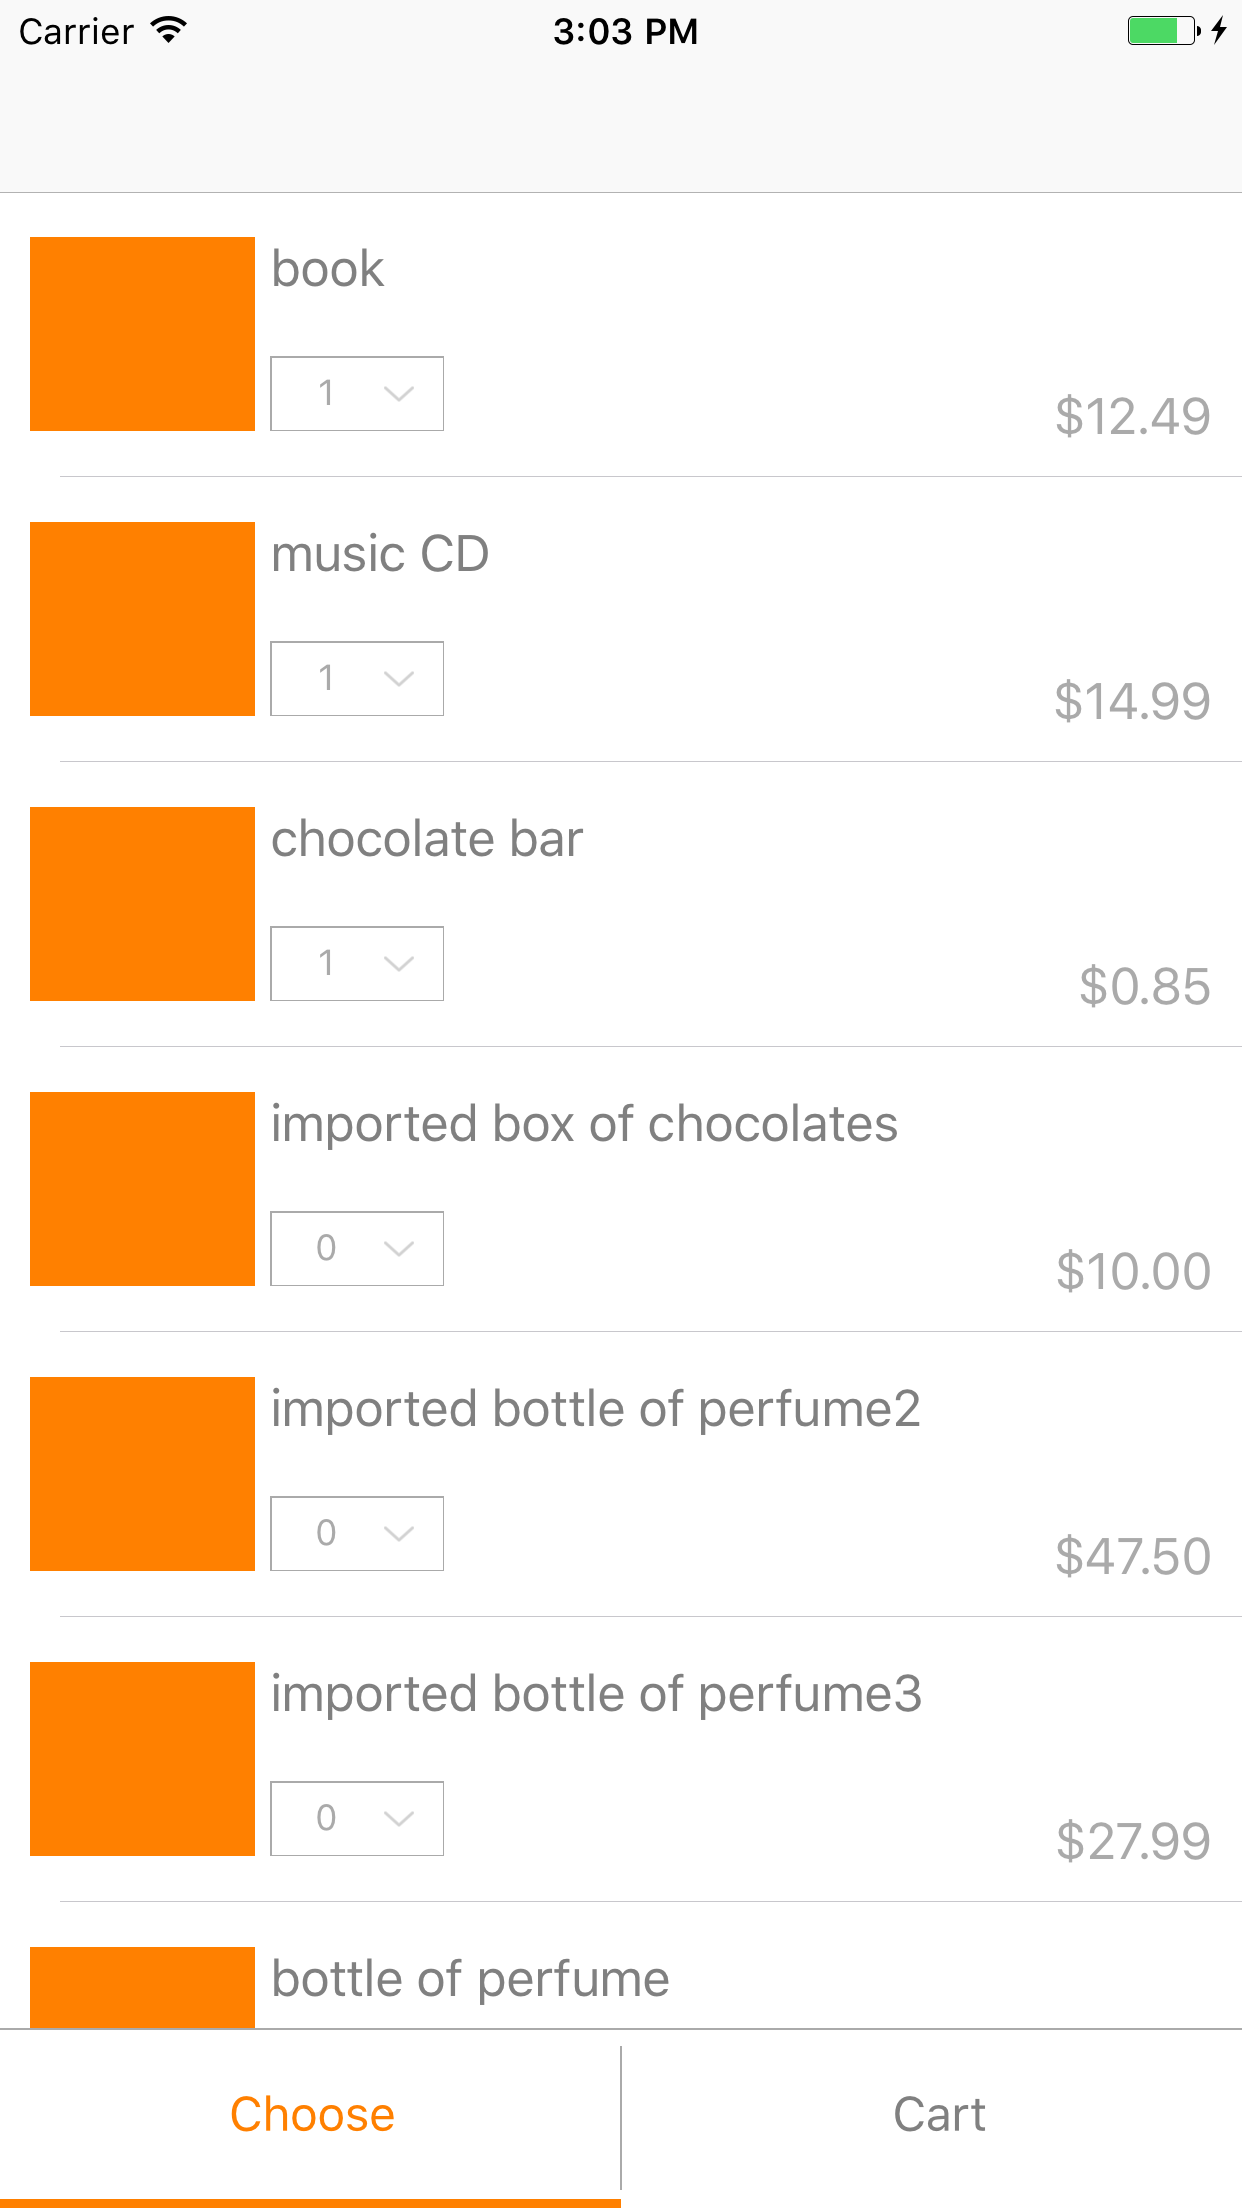 Carrier 3:03 PM
book
1
$12.49
music CD
1
$14.99
chocolate bar
1
$0.85
imported box of chocolates
0
$10.00
imported bottle of perfume2
0
$47.50
imported bottle of perfume3
0
$27.99
bottle of perfume
Choose Cart